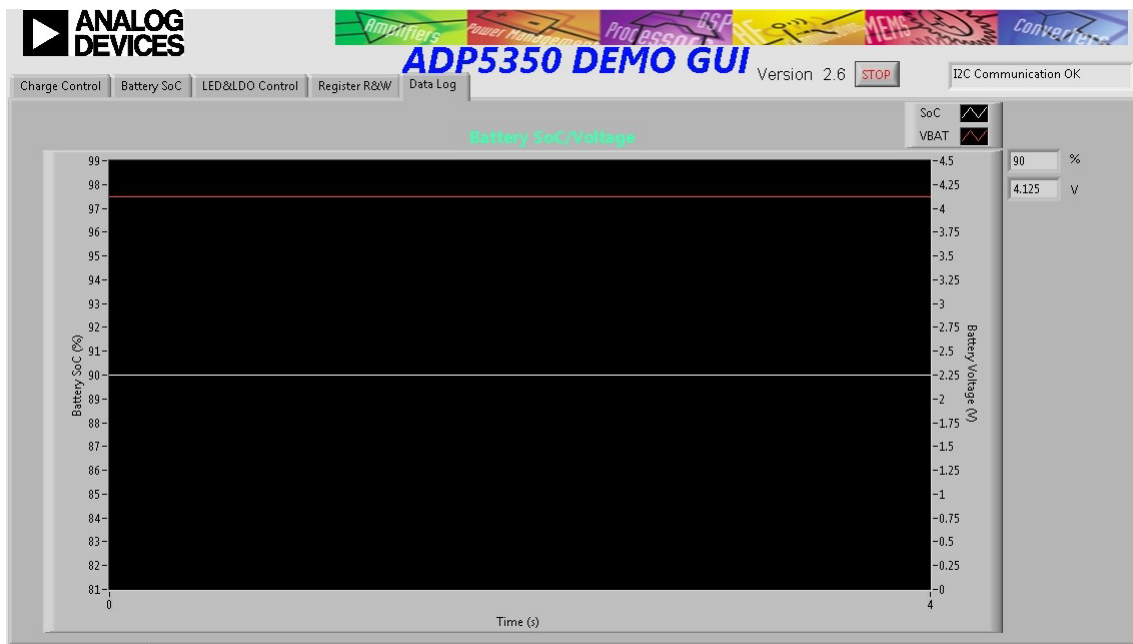 ANALOG
DEVICES
Amplifiers
Power Management
Processors
DSP
RF
MEMS
Converters
ADP5350 DEMO GUI
Version 2.6
STOP
I2C Communication OK
Charge Control
Battery SoC
LED&LDO Control
Register R&W
Data Log
SoC
VBAT
Battery SoC/Voltage
90 %
4.125 V
99
98
97
96
95
94
93
92
91
90
89
88
87
86
85
84
83
82
81
Battery SoC (%)
4.5
4.25
4
3.75
3.5
3.25
3
2.75
2.5
2.25
2
1.75
1.5
1.25
1
0.75
0.5
0.25
0
Battery Voltage (V)
0
4
Time (s)